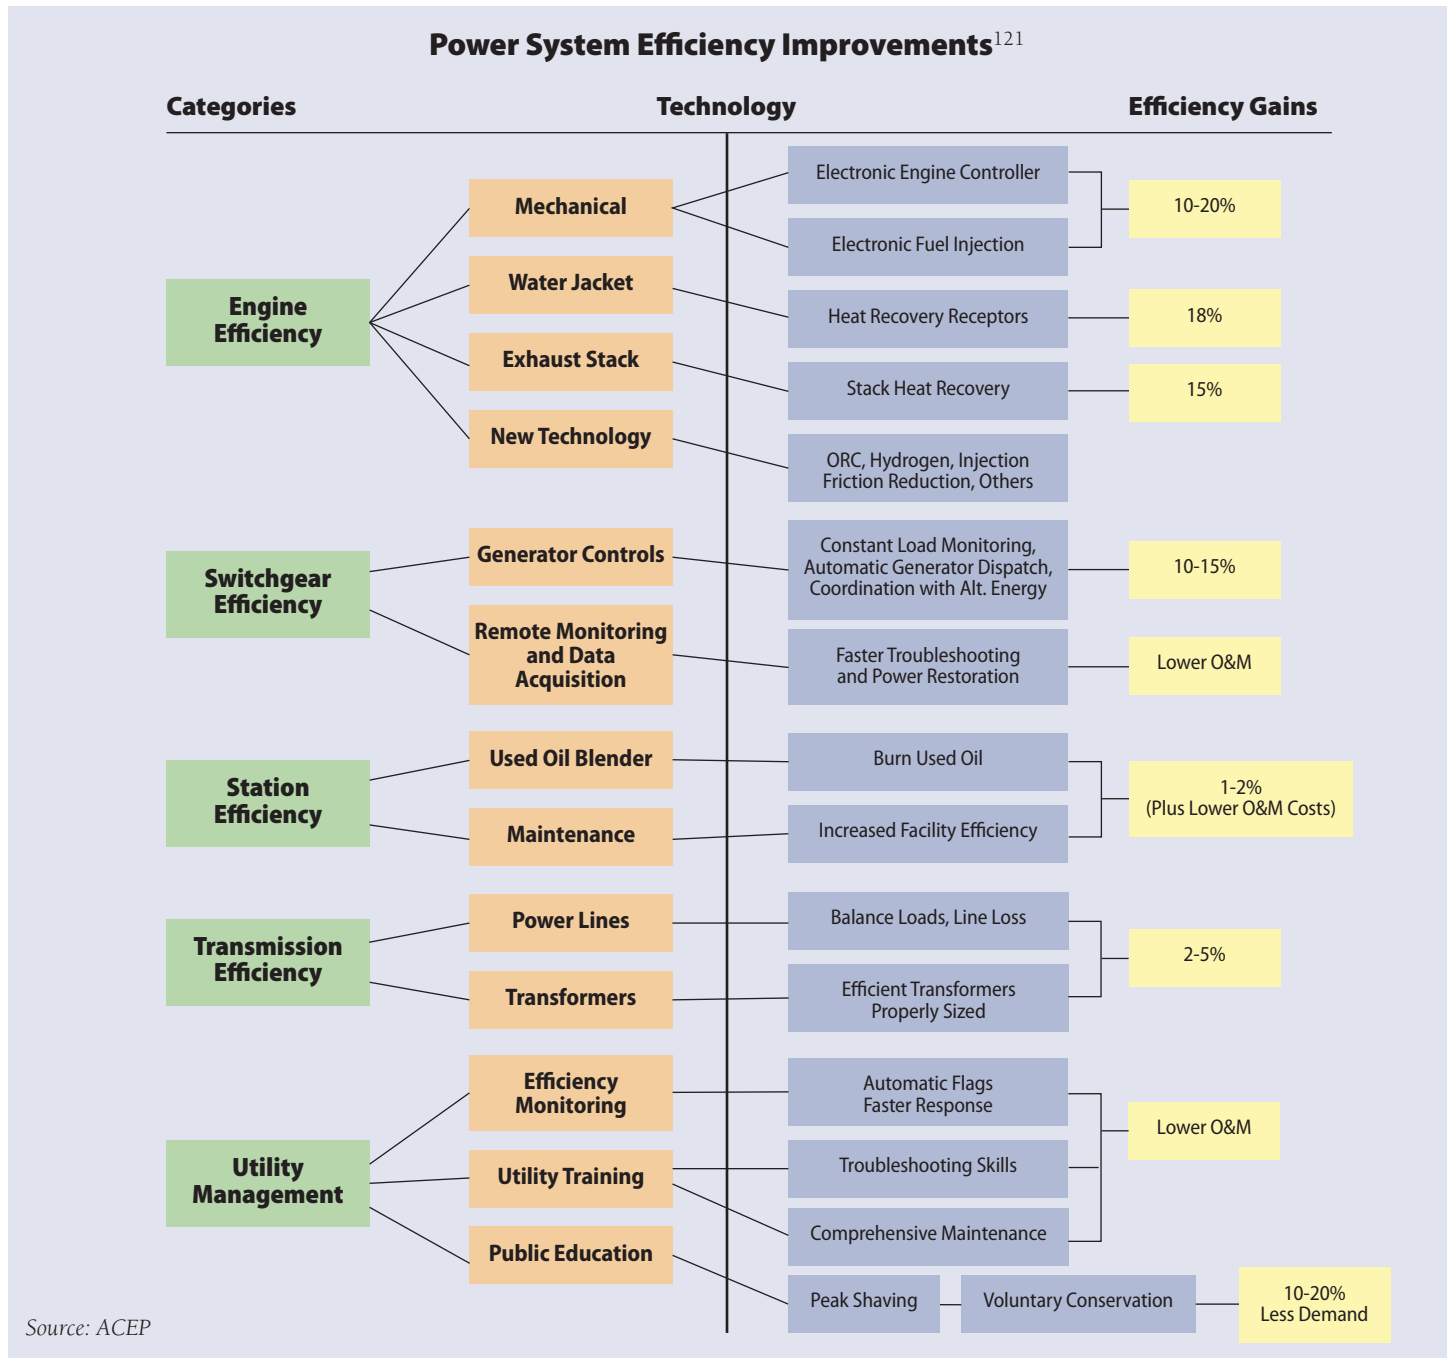 Power System Efficiency Improvements121
Categories
Technology
Efficiency Gains
Engine
Efficiency
Mechanical
Electronic Engine Controller
Electronic Fuel Injection
10-20%
Water Jacket
Heat Recovery Receptors
18%
Exhaust Stack
Stack Heat Recovery
15%
New Technology
ORC, Hydrogen, Injection
Friction Reduction, Others
Switchgear
Efficiency
Generator Controls
Constant Load Monitoring,
Automatic Generator Dispatch,
Coordination with Alt. Energy
10-15%
Remote Monitoring
and Data
Acquisition
Faster Troubleshooting
and Power Restoration
Lower O&M
Station
Efficiency
Used Oil Blender
Burn Used Oil
Maintenance
Increased Facility Efficiency
1-2%
(Plus Lower O&M Costs)
Transmission
Efficiency
Power Lines
Balance Loads, Line Loss
Transformers
Efficient Transformers
Properly Sized
2-5%
Utility
Management
Efficiency
Monitoring
Automatic Flags
Faster Response
Utility Training
Troubleshooting Skills
Comprehensive Maintenance
Lower O&M
Public Education
Peak Shaving
Voluntary Conservation
10-20%
Less Demand
Source: ACEP